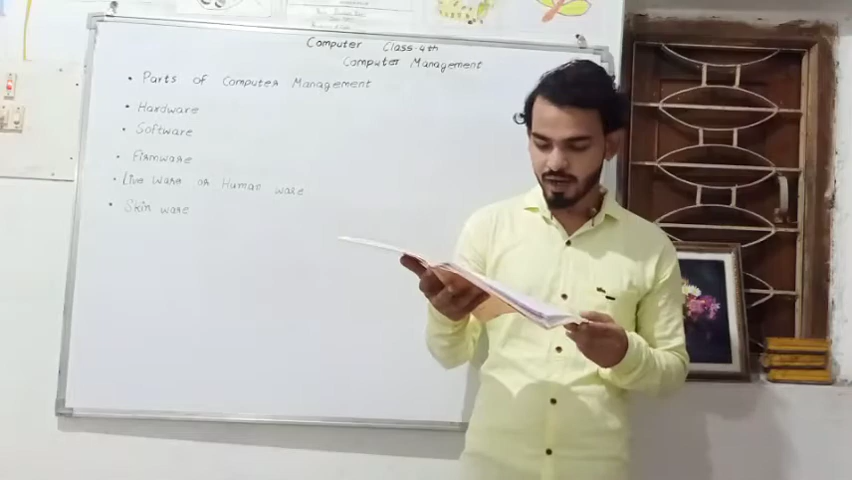 Computer Class-4th
Computer Management
• Parts of Computer Management
• Hardware
• Software
• Firmware
• Live ware or Human ware
• Skin ware